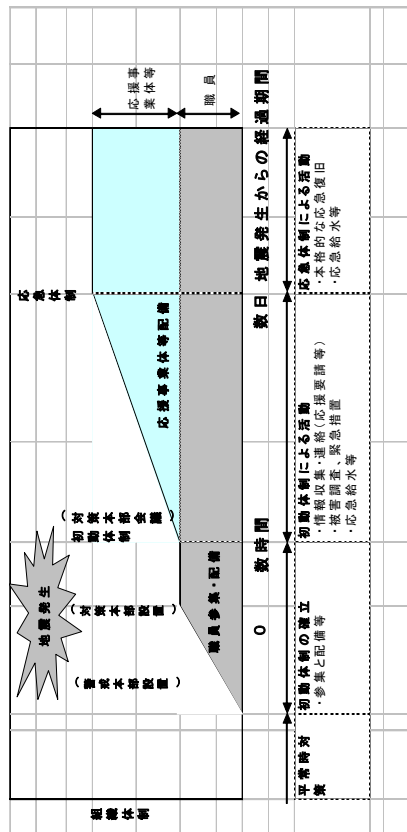 組織体制
地震発生
応急体制
（警戒本部設置）
（対策本部設置）
初動体制
（対策本部会議）
職員参集・配備
応援事業体等配備
応援事
業体等
職員
0
数時間
数日
地震発生からの経過期間
平常時対
策
初動体制の確立
・参集と配備等
初動体制による活動
・情報収集・連絡（応援要請等）
・被害調査、緊急措置
・応急給水等
応急体制による活動
・本格的な応急復旧
・応急給水等